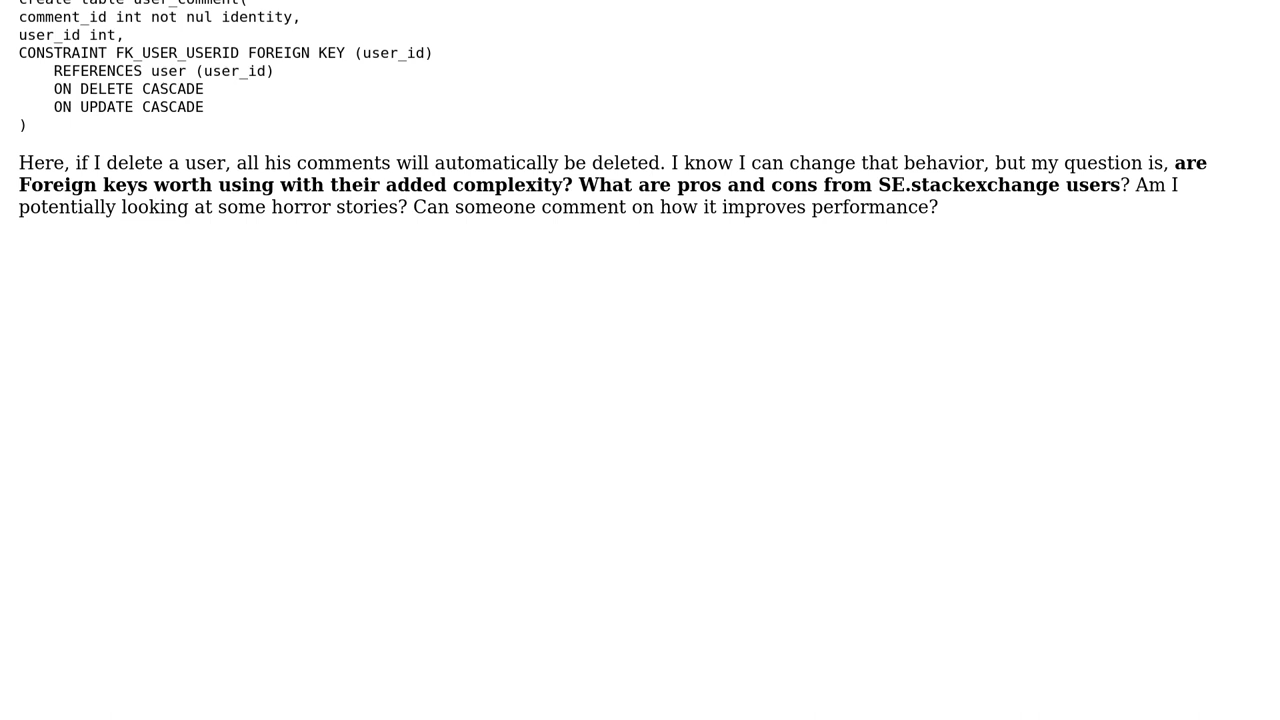 create table user_comment(
comment_id int not nul identity,
user_id int,
CONSTRAINT FK_USER_USERID FOREIGN KEY (user_id)
REFERENCES user (user_id)
ON DELETE CASCADE
ON UPDATE CASCADE
)
Here, if I delete a user, all his comments will automatically be deleted. I know I can change that behavior, but my question is, are
Foreign keys worth using with their added complexity? What are pros and cons from SE.stackexchange users? Am I
potentially looking at some horror stories? Can someone comment on how it improves performance?